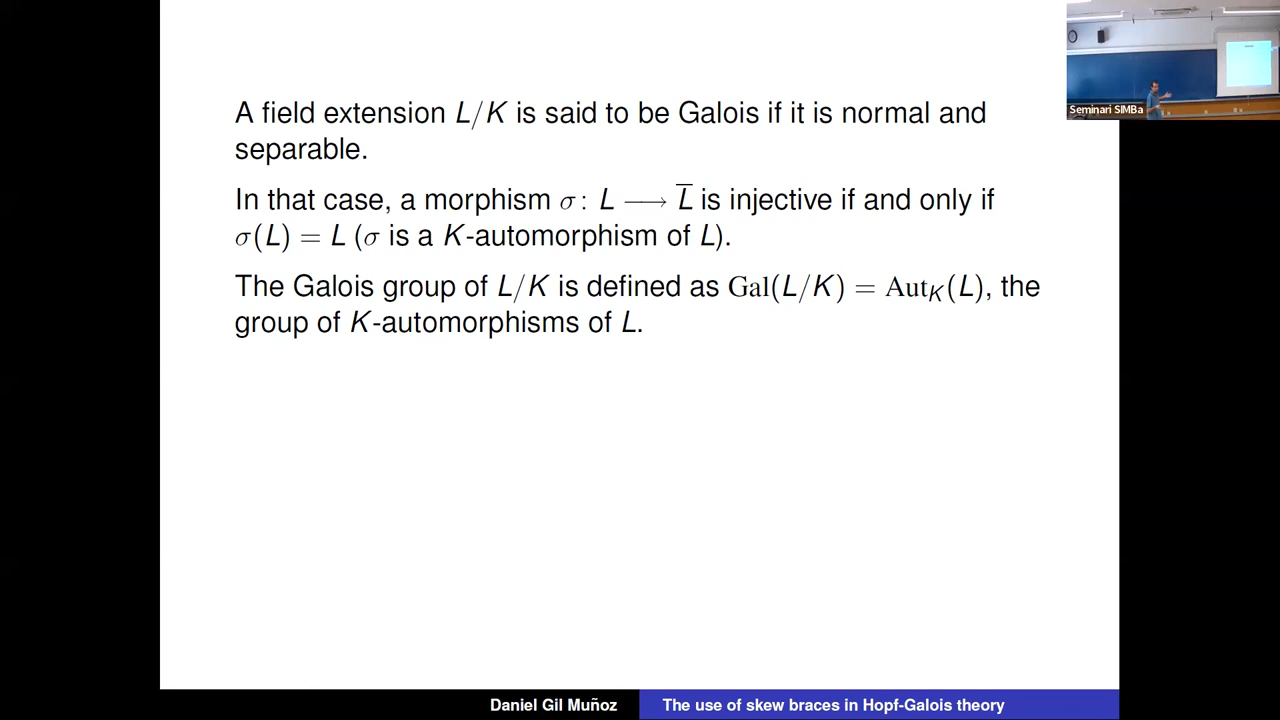 A field extension L/K is said to be Galois if it is normal and
separable.
In that case, a morphism σ: L ⟶ L̅ is injective if and only if
σ(L) = L (σ is a K-automorphism of L).
The Galois group of L/K is defined as Gal(L/K) = Aut_K(L), the
group of K-automorphisms of L.
Seminari SIMBa
Daniel Gil Muñoz
The use of skew braces in Hopf-Galois theory